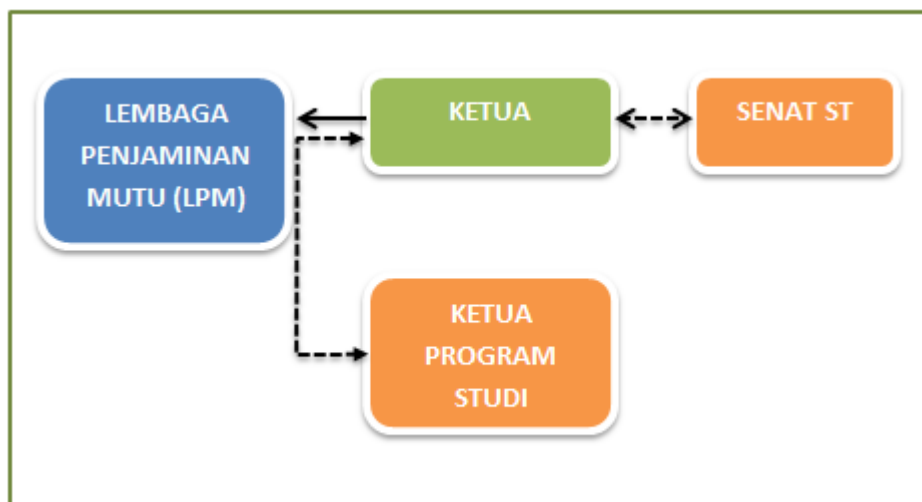 LEMBAGA
PENJAMINAN
MUTU (LPM)
KETUA
SENAT ST
KETUA
PROGRAM
STUDI